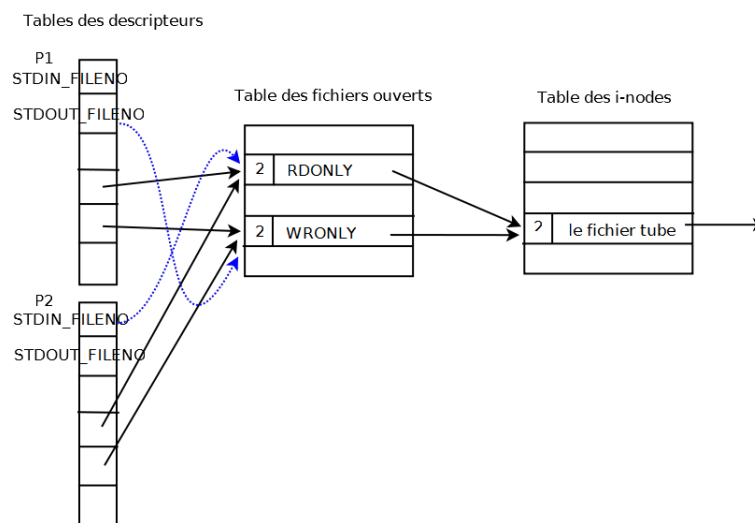 Tables des descripteurs
P1
STDIN_FILENO
STDOUT_FILENO
Table des fichiers ouverts
Table des i-nodes
2 RDONLY
2 WRONLY
2 le fichier tube
P2
STDIN_FILENO
STDOUT_FILENO